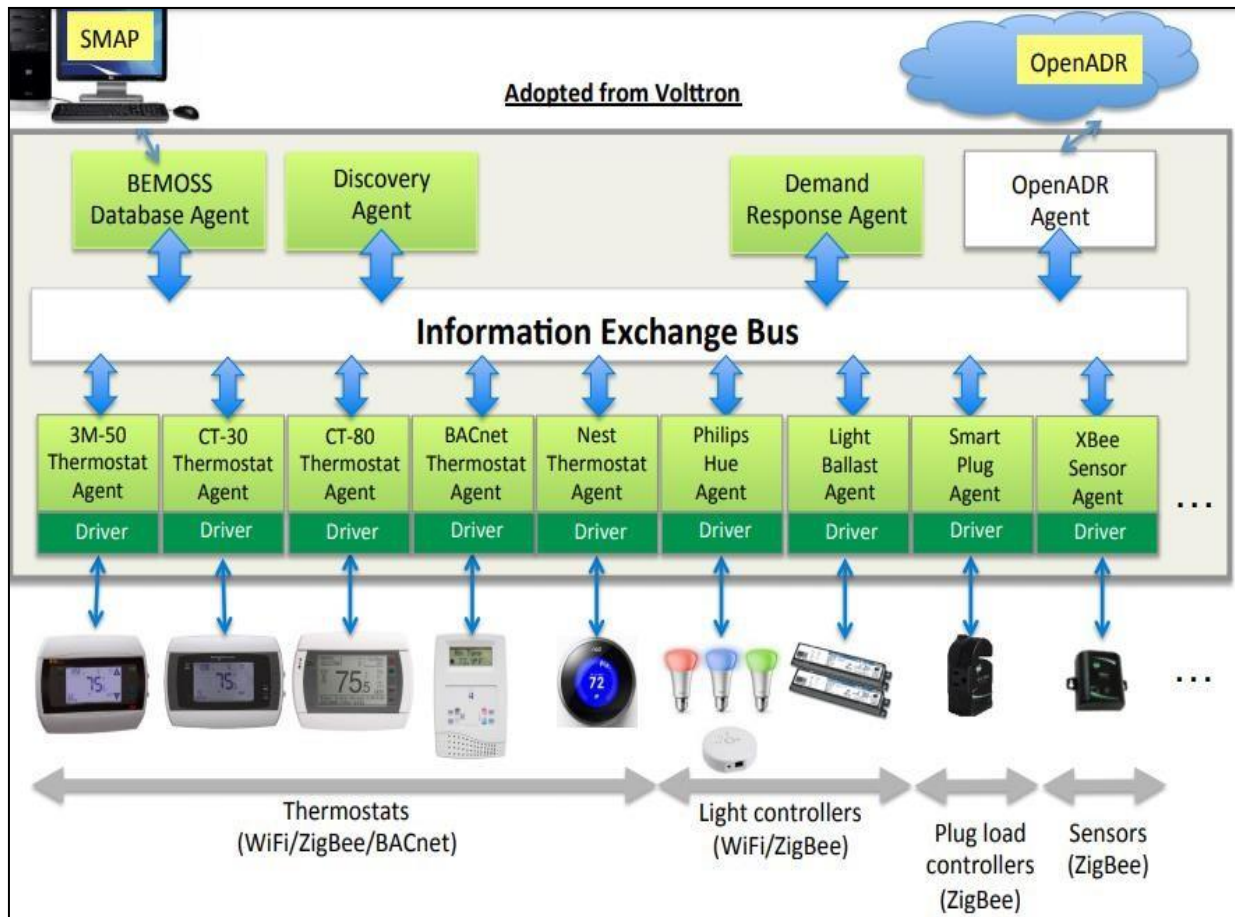 SMAP
OpenADR
Adopted from Volttron
BEMOSS
Database Agent
Discovery
Agent
Demand
Response Agent
OpenADR
Agent
Information Exchange Bus
3M-50
Thermostat
Agent
CT-30
Thermostat
Agent
CT-80
Thermostat
Agent
BACnet
Thermostat
Agent
Nest
Thermostat
Agent
Philips
Hue Agent
Light
Ballast
Agent
Smart
Plug
Agent
XBee
Sensor
Agent
...
Driver
Driver
Driver
Driver
Driver
Driver
Driver
Driver
Driver
75
75
75.5
72
...
Thermostats
(WiFi/ZigBee/BACnet)
Light controllers
(WiFi/ZigBee)
Plug load
controllers
(ZigBee)
Sensors
(ZigBee)